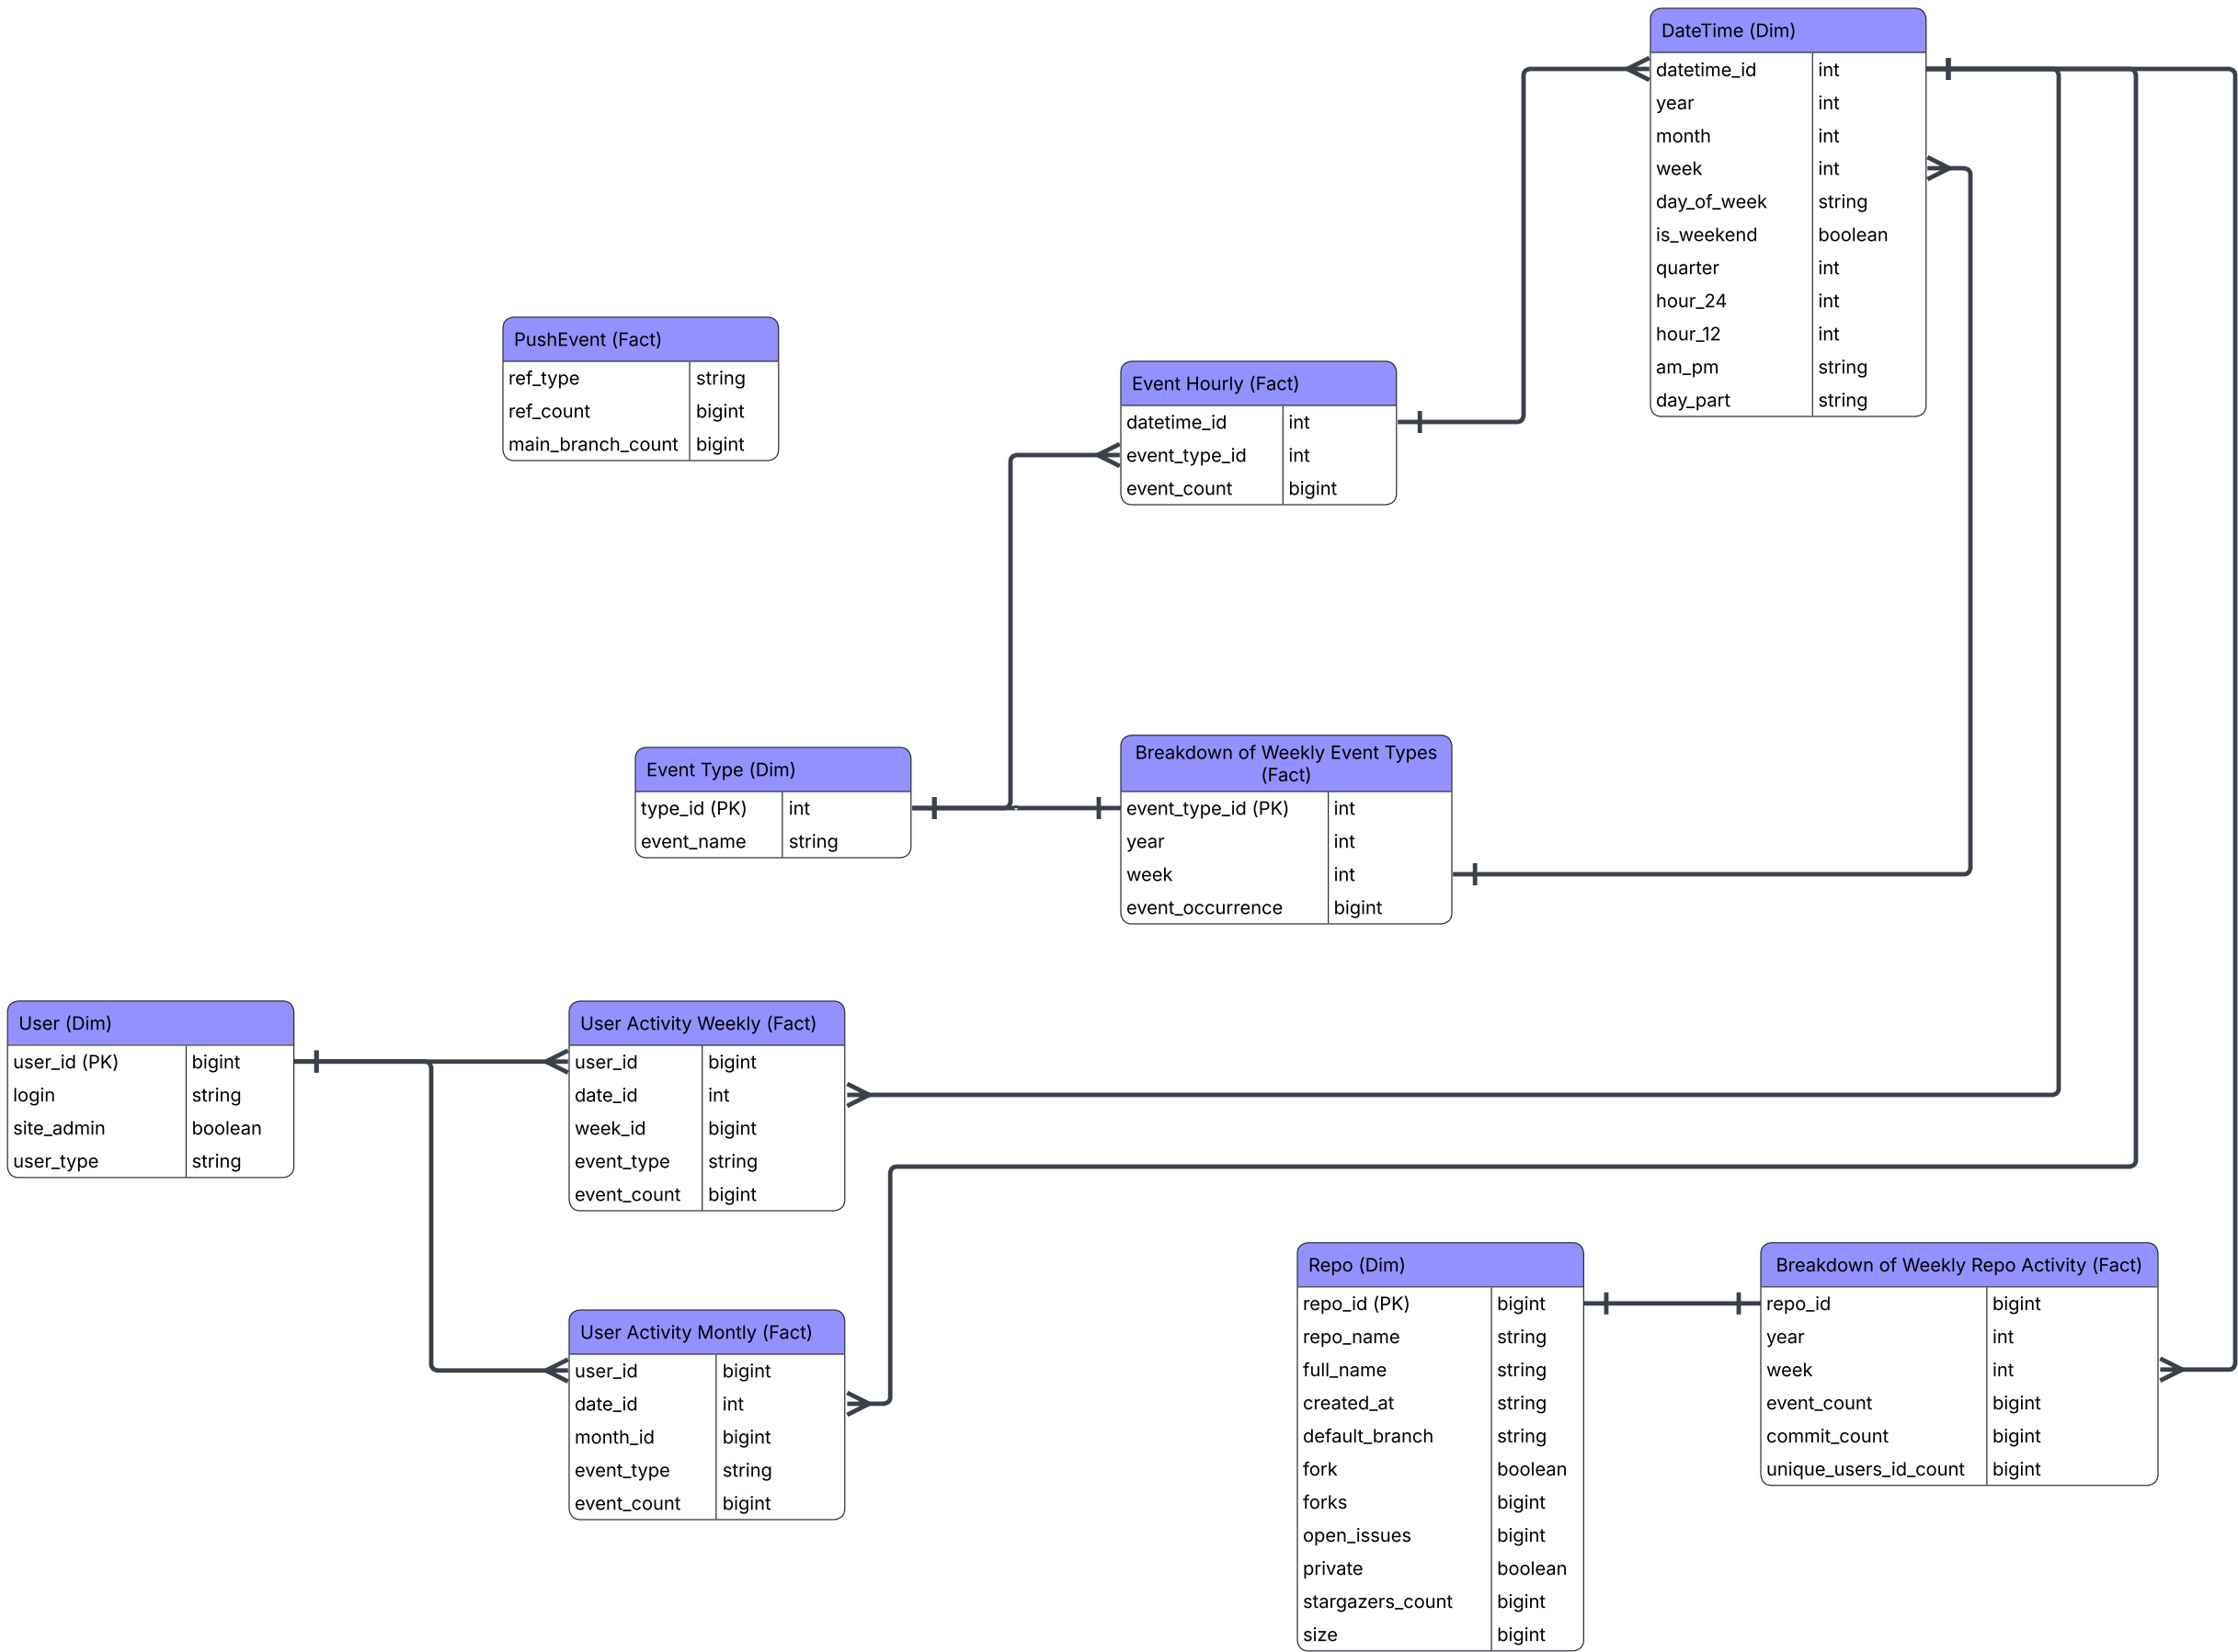 DateTime (Dim)
datetime_id int
year int
month int
week int
day_of_week string
is_weekend boolean
quarter int
hour_24 int
hour_12 int
am_pm string
day_part string
PushEvent (Fact)
ref_type string
ref_count bigint
main_branch_count bigint
Event Hourly (Fact)
datetime_id int
event_type_id int
event_count bigint
Event Type (Dim)
type_id (PK) int
event_name string
Breakdown of Weekly Event Types
(Fact)
event_type_id (PK) int
year int
week int
event_occurrence bigint
User (Dim)
user_id (PK) bigint
login string
site_admin boolean
user_type string
User Activity Weekly (Fact)
user_id bigint
date_id int
week_id bigint
event_type string
event_count bigint
User Activity Montly (Fact)
user_id bigint
date_id int
month_id bigint
event_type string
event_count bigint
Repo (Dim)
repo_id (PK) bigint
repo_name string
full_name string
created_at string
default_branch string
fork boolean
forks bigint
open_issues bigint
private boolean
stargazers_count bigint
size bigint
Breakdown of Weekly Repo Activity (Fact)
repo_id bigint
year int
week int
event_count bigint
commit_count bigint
unique_users_id_count bigint